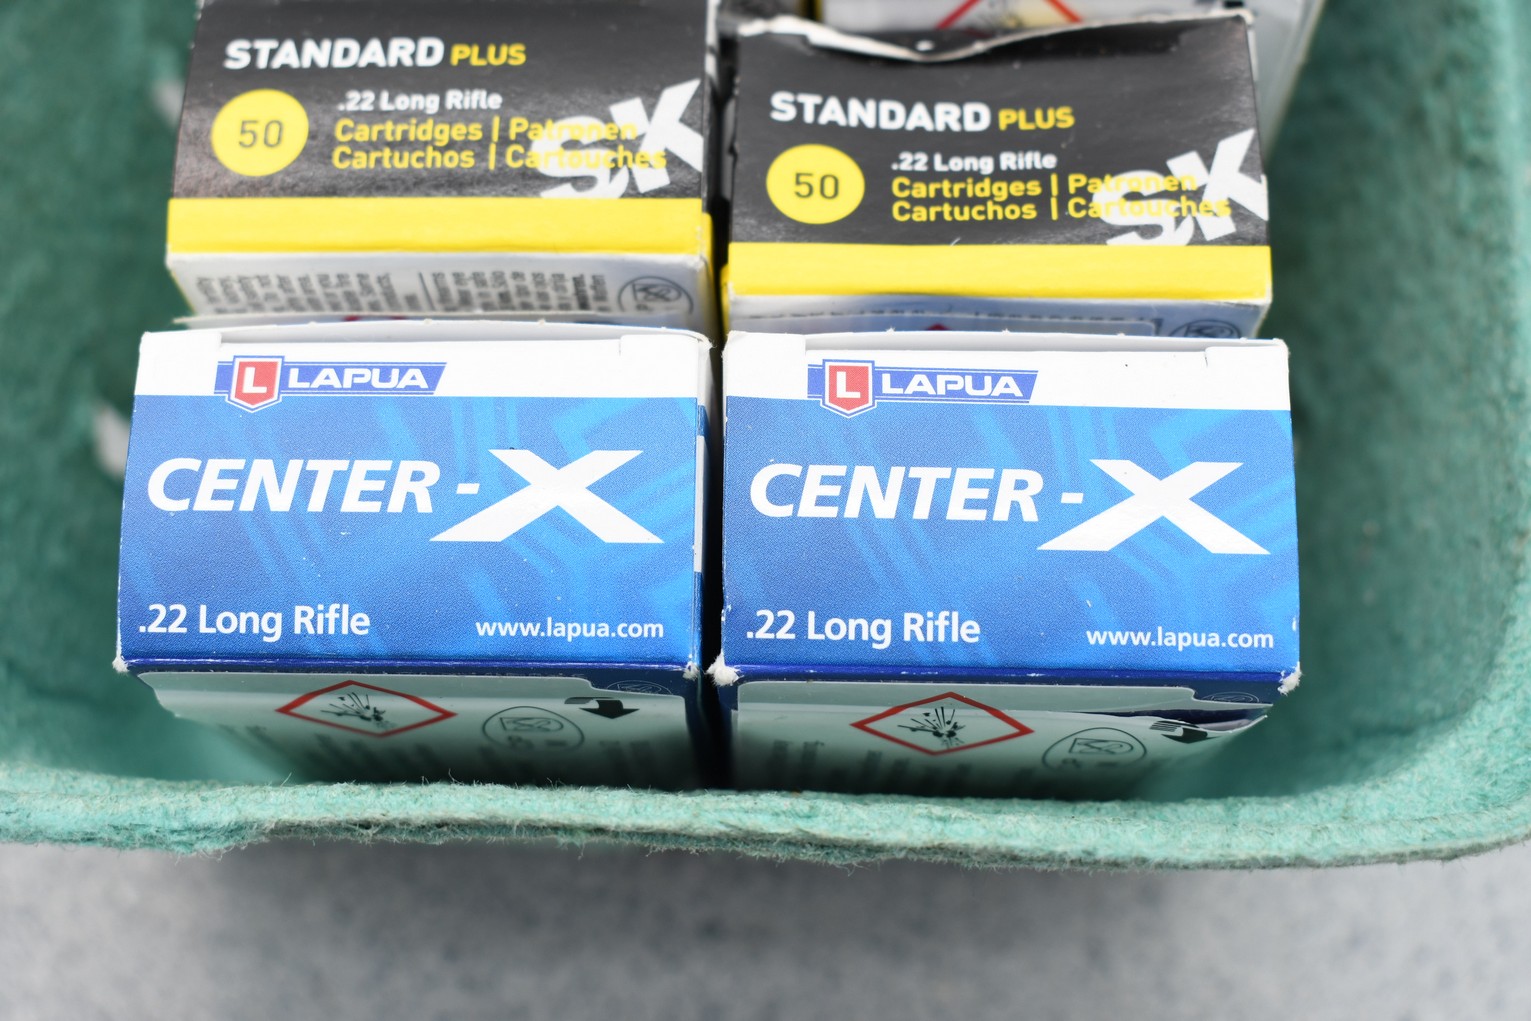 STANDARD PLUS
50
.22 Long Rifle
Cartridges | Patronen
Cartuchos | Cartouches
SK
STANDARD PLUS
50
.22 Long Rifle
Cartridges | Patronen
Cartuchos | Cartouches
SK
L LAPUA
CENTER-X
.22 Long Rifle
www.lapua.com
L LAPUA
CENTER-X
.22 Long Rifle
www.lapua.com